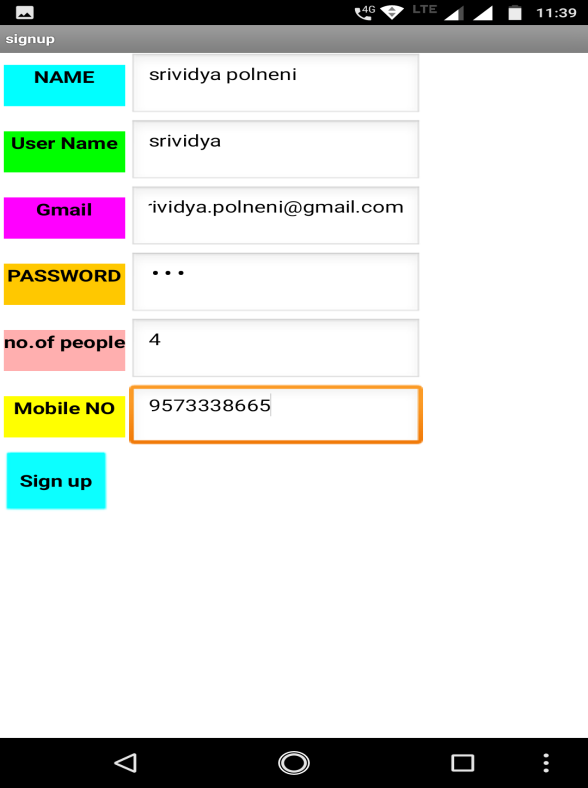 4G LTE 11:39
signup
NAME srividya polneni
User Name srividya
Gmail rividya.polneni@gmail.com
PASSWORD •••
no.of people 4
Mobile NO 9573338665
Sign up